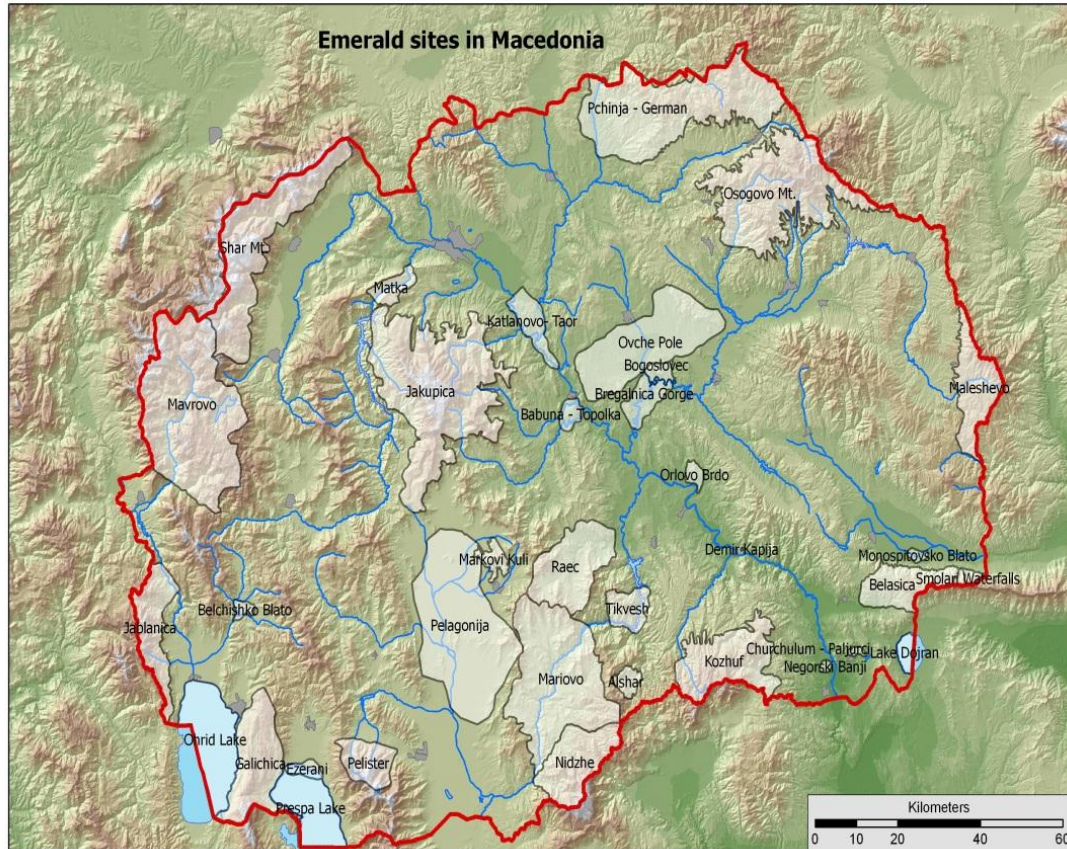 Emerald sites in Macedonia
Pchinja - German
Osogovo Mt.
Shar Mt.
Matka
Katlanovo- Taor
Ovche Pole
Bogoslovec
Bregalnica Gorge
Maleshevo
Mavrovo
Jakupica
Babuna - Topolka
Orlovo Brdo
Demir Kapija
Markovi Kuli
Raec
Monospitovsko Blato
Smolari Waterfalls
Belasica
Belchishko Blato
Jablanica
Pelagonija
Tikvesh
Churchulum - Paljurci
Lake Dojran
Kozhuf
Negorski Banji
Mariovo
Alshar
Ohrid Lake
Galichica
Ezerani
Pelister
Nidzhe
Prespa Lake
Kilometers
0 10 20 40 60